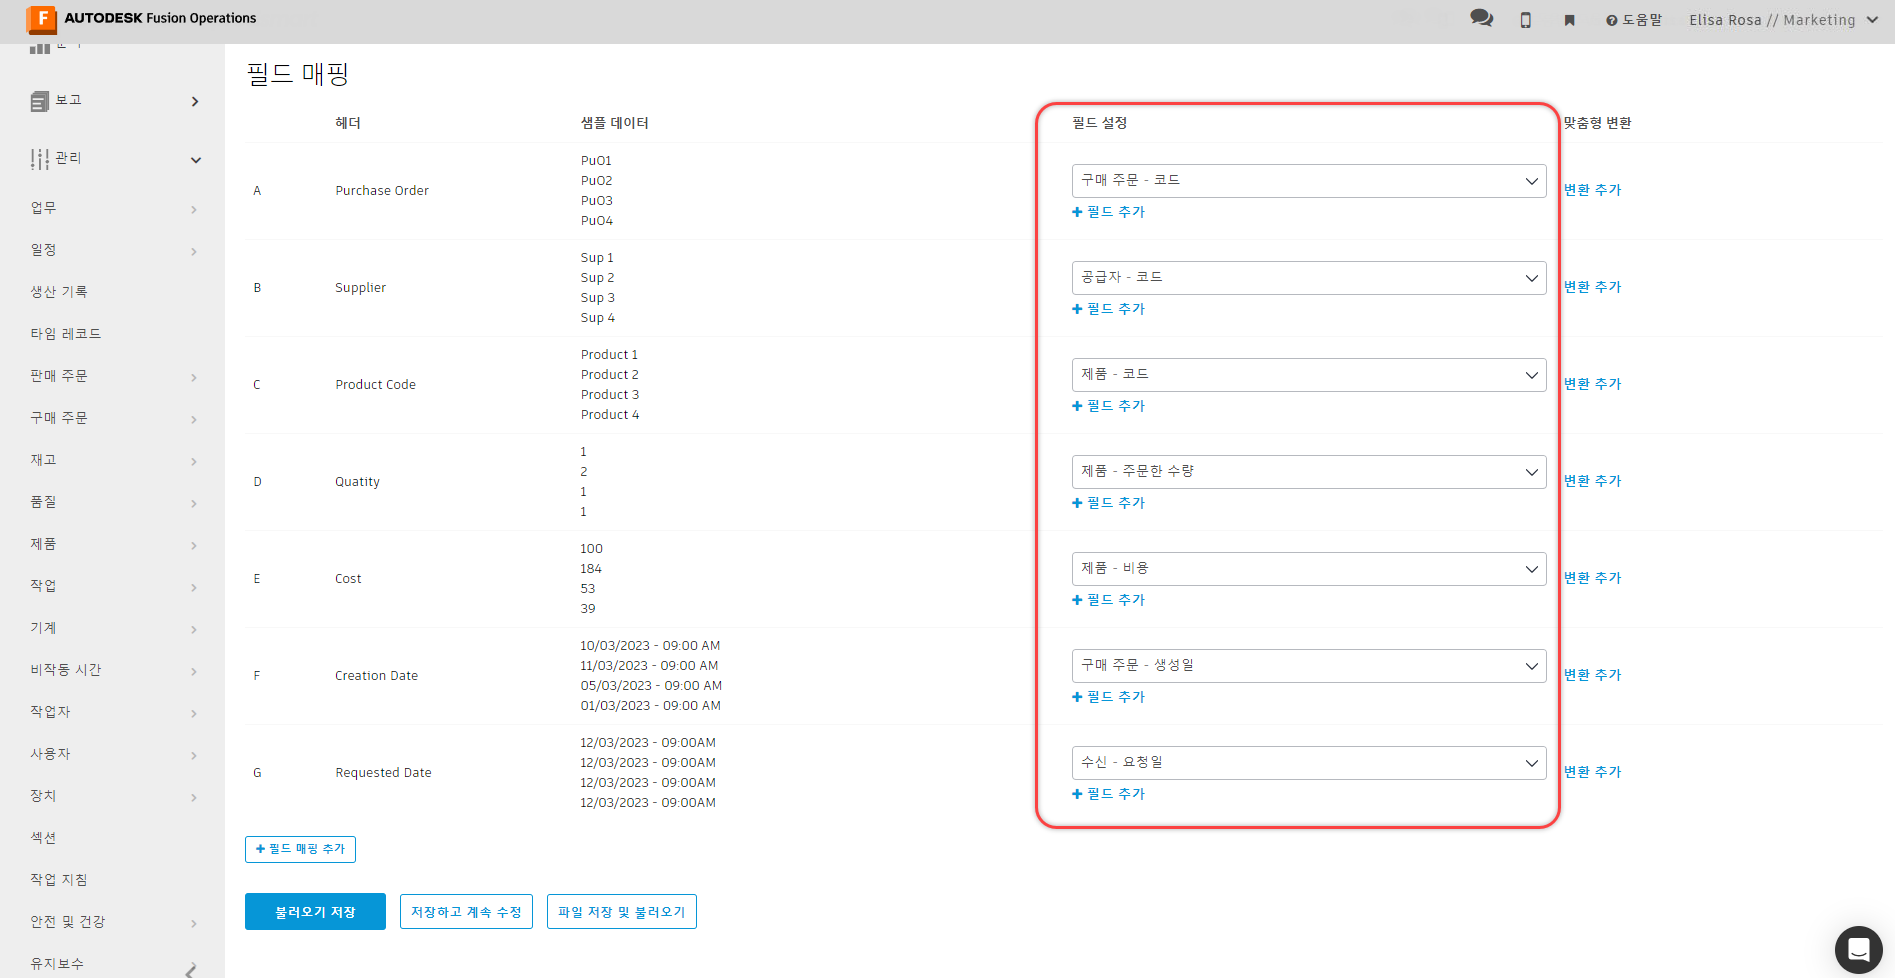 AUTODESK Fusion Operations
도움말
Elisa Rosa // Marketing
보고
관리
업무
일정
생산 기록
타임 레코드
판매 주문
구매 주문
재고
품질
제품
작업
기계
비작동 시간
작업자
사용자
장치
섹션
작업 지침
안전 및 건강
유지보수
필드 매핑
헤더
샘플 데이터
필드 설정
맞춤형 변환
A
Purchase Order
PuO1
PuO2
PuO3
PuO4
구매 주문 - 코드
+ 필드 추가
변환 추가
B
Supplier
Sup 1
Sup 2
Sup 3
Sup 4
공급자 - 코드
+ 필드 추가
변환 추가
C
Product Code
Product 1
Product 2
Product 3
Product 4
제품 - 코드
+ 필드 추가
변환 추가
D
Quatity
1
2
1
1
제품 - 주문한 수량
+ 필드 추가
변환 추가
E
Cost
100
184
53
39
제품 - 비용
+ 필드 추가
변환 추가
F
Creation Date
10/03/2023 - 09:00 AM
11/03/2023 - 09:00 AM
05/03/2023 - 09:00 AM
01/03/2023 - 09:00 AM
구매 주문 - 생성일
+ 필드 추가
변환 추가
G
Requested Date
12/03/2023 - 09:00AM
12/03/2023 - 09:00AM
12/03/2023 - 09:00AM
12/03/2023 - 09:00AM
수신 - 요청일
+ 필드 추가
변환 추가
+ 필드 매핑 추가
불러오기 저장
저장하고 계속 수정
파일 저장 및 불러오기